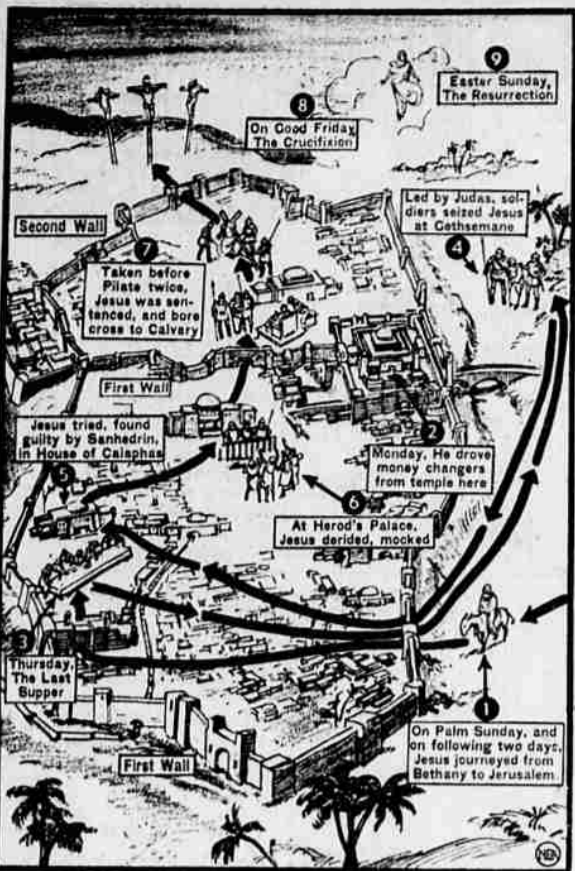 9
Easter Sunday,
The Resurrection
8
On Good Friday,
The Crucifixion
Led by Judas, sol-
diers seized Jesus
at Gethsemane
4
Second Wall
7
Taken before
Pilate twice,
Jesus was sen-
tenced, and bore
cross to Calvary
First Wall
Jesus tried, found
guilty by Sanhedrin,
in House of Caiaphas
5
2
Monday, He drove
money changers
from temple here
6
At Herod's Palace,
Jesus derided, mocked
3
Thursday,
The Last
Supper
1
On Palm Sunday, and
on following two days,
Jesus journeyed from
Bethany to Jerusalem.
First Wall
NEA